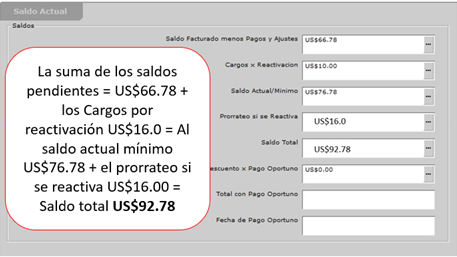 Saldo Actual
Saldos
Saldo Facturado menos Pagos y Ajustes US$66.78 ...
Cargos x Reactivacion US$10.00 ...
Saldo Actual/Minimo US$76.78 ...
Prorrateo si se Reactiva US$16.0 ...
Saldo Total US$92.78 ...
escuento x Pago Oportuno US$0.00 ...
Total con Pago Oportuno
Fecha de Pago Oportuno
La suma de los saldos
pendientes = US$66.78 +
los Cargos por
reactivación US$16.0 = Al
saldo actual mínimo
US$76.78 + el prorrateo si
se reactiva US$16.00 =
Saldo total US$92.78